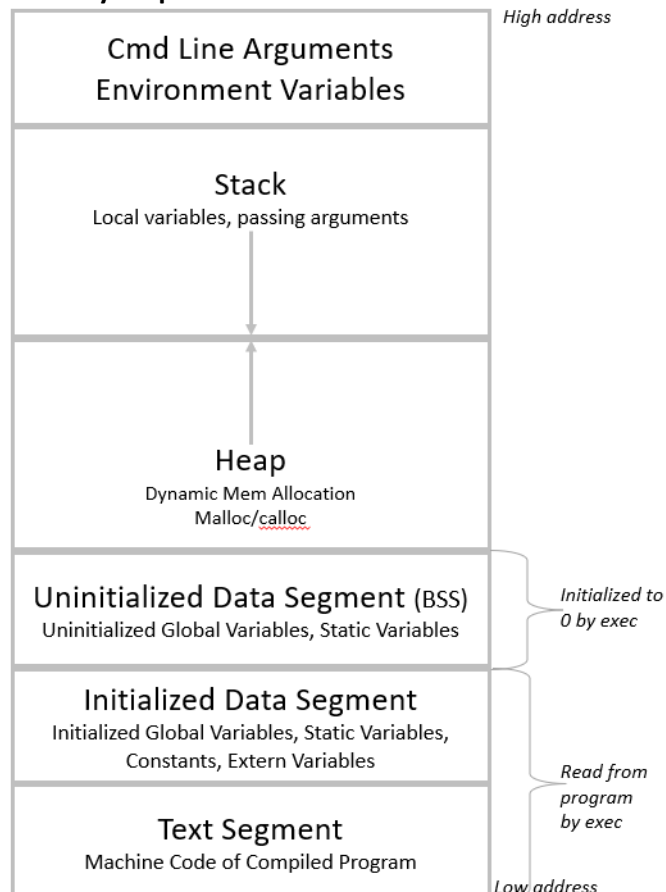 High address
Cmd Line Arguments
Environment Variables
Stack
Local variables, passing arguments
Heap
Dynamic Mem Allocation
Malloc/calloc
Uninitialized Data Segment (BSS)
Uninitialized Global Variables, Static Variables
Initialized to
0 by exec
Initialized Data Segment
Initialized Global Variables, Static Variables,
Constants, Extern Variables
Read from
program
by exec
Text Segment
Machine Code of Compiled Program
Low address